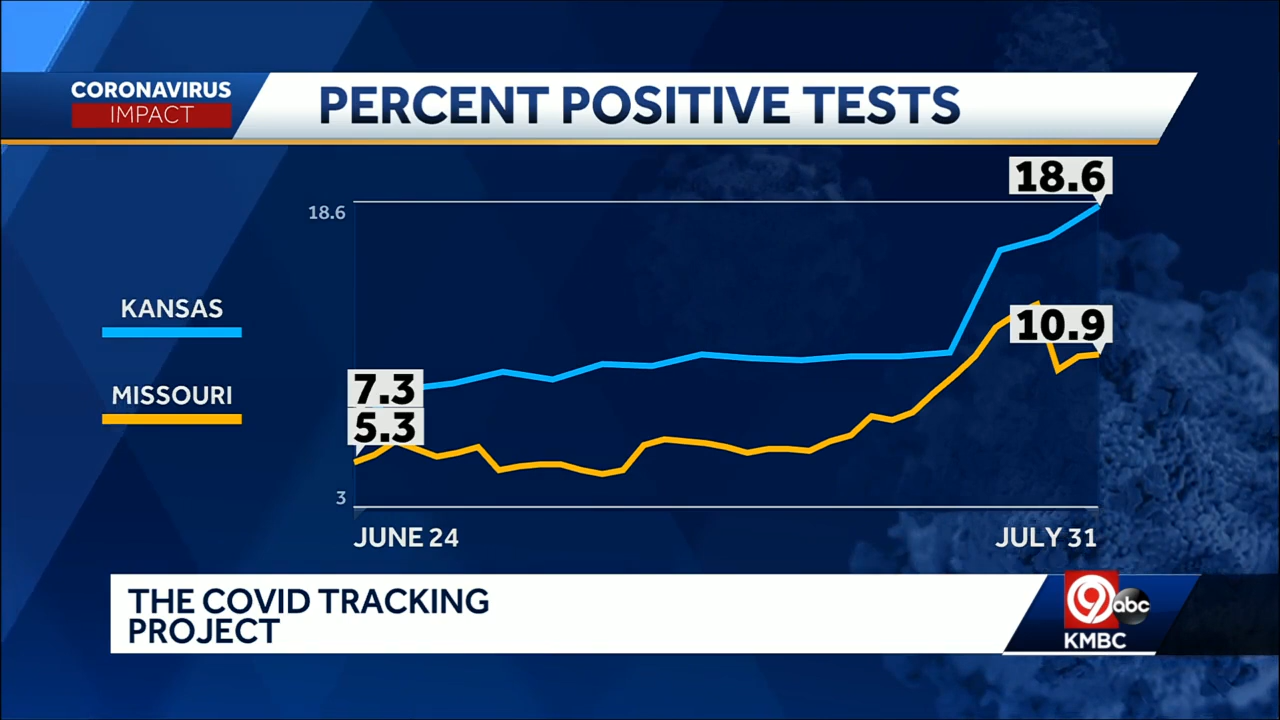 CORONAVIRUS
IMPACT
PERCENT POSITIVE TESTS
18.6
18.6
KANSAS
10.9
7.3
MISSOURI
5.3
3
JUNE 24
JULY 31
THE COVID TRACKING
PROJECT
9
abc
KMBC